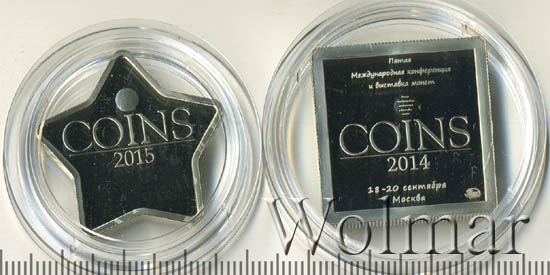 COINS
2015
Пятая
Международная конференция
и выставка монет
COINS
2014
18-20 сентября
Москва
Wolmar